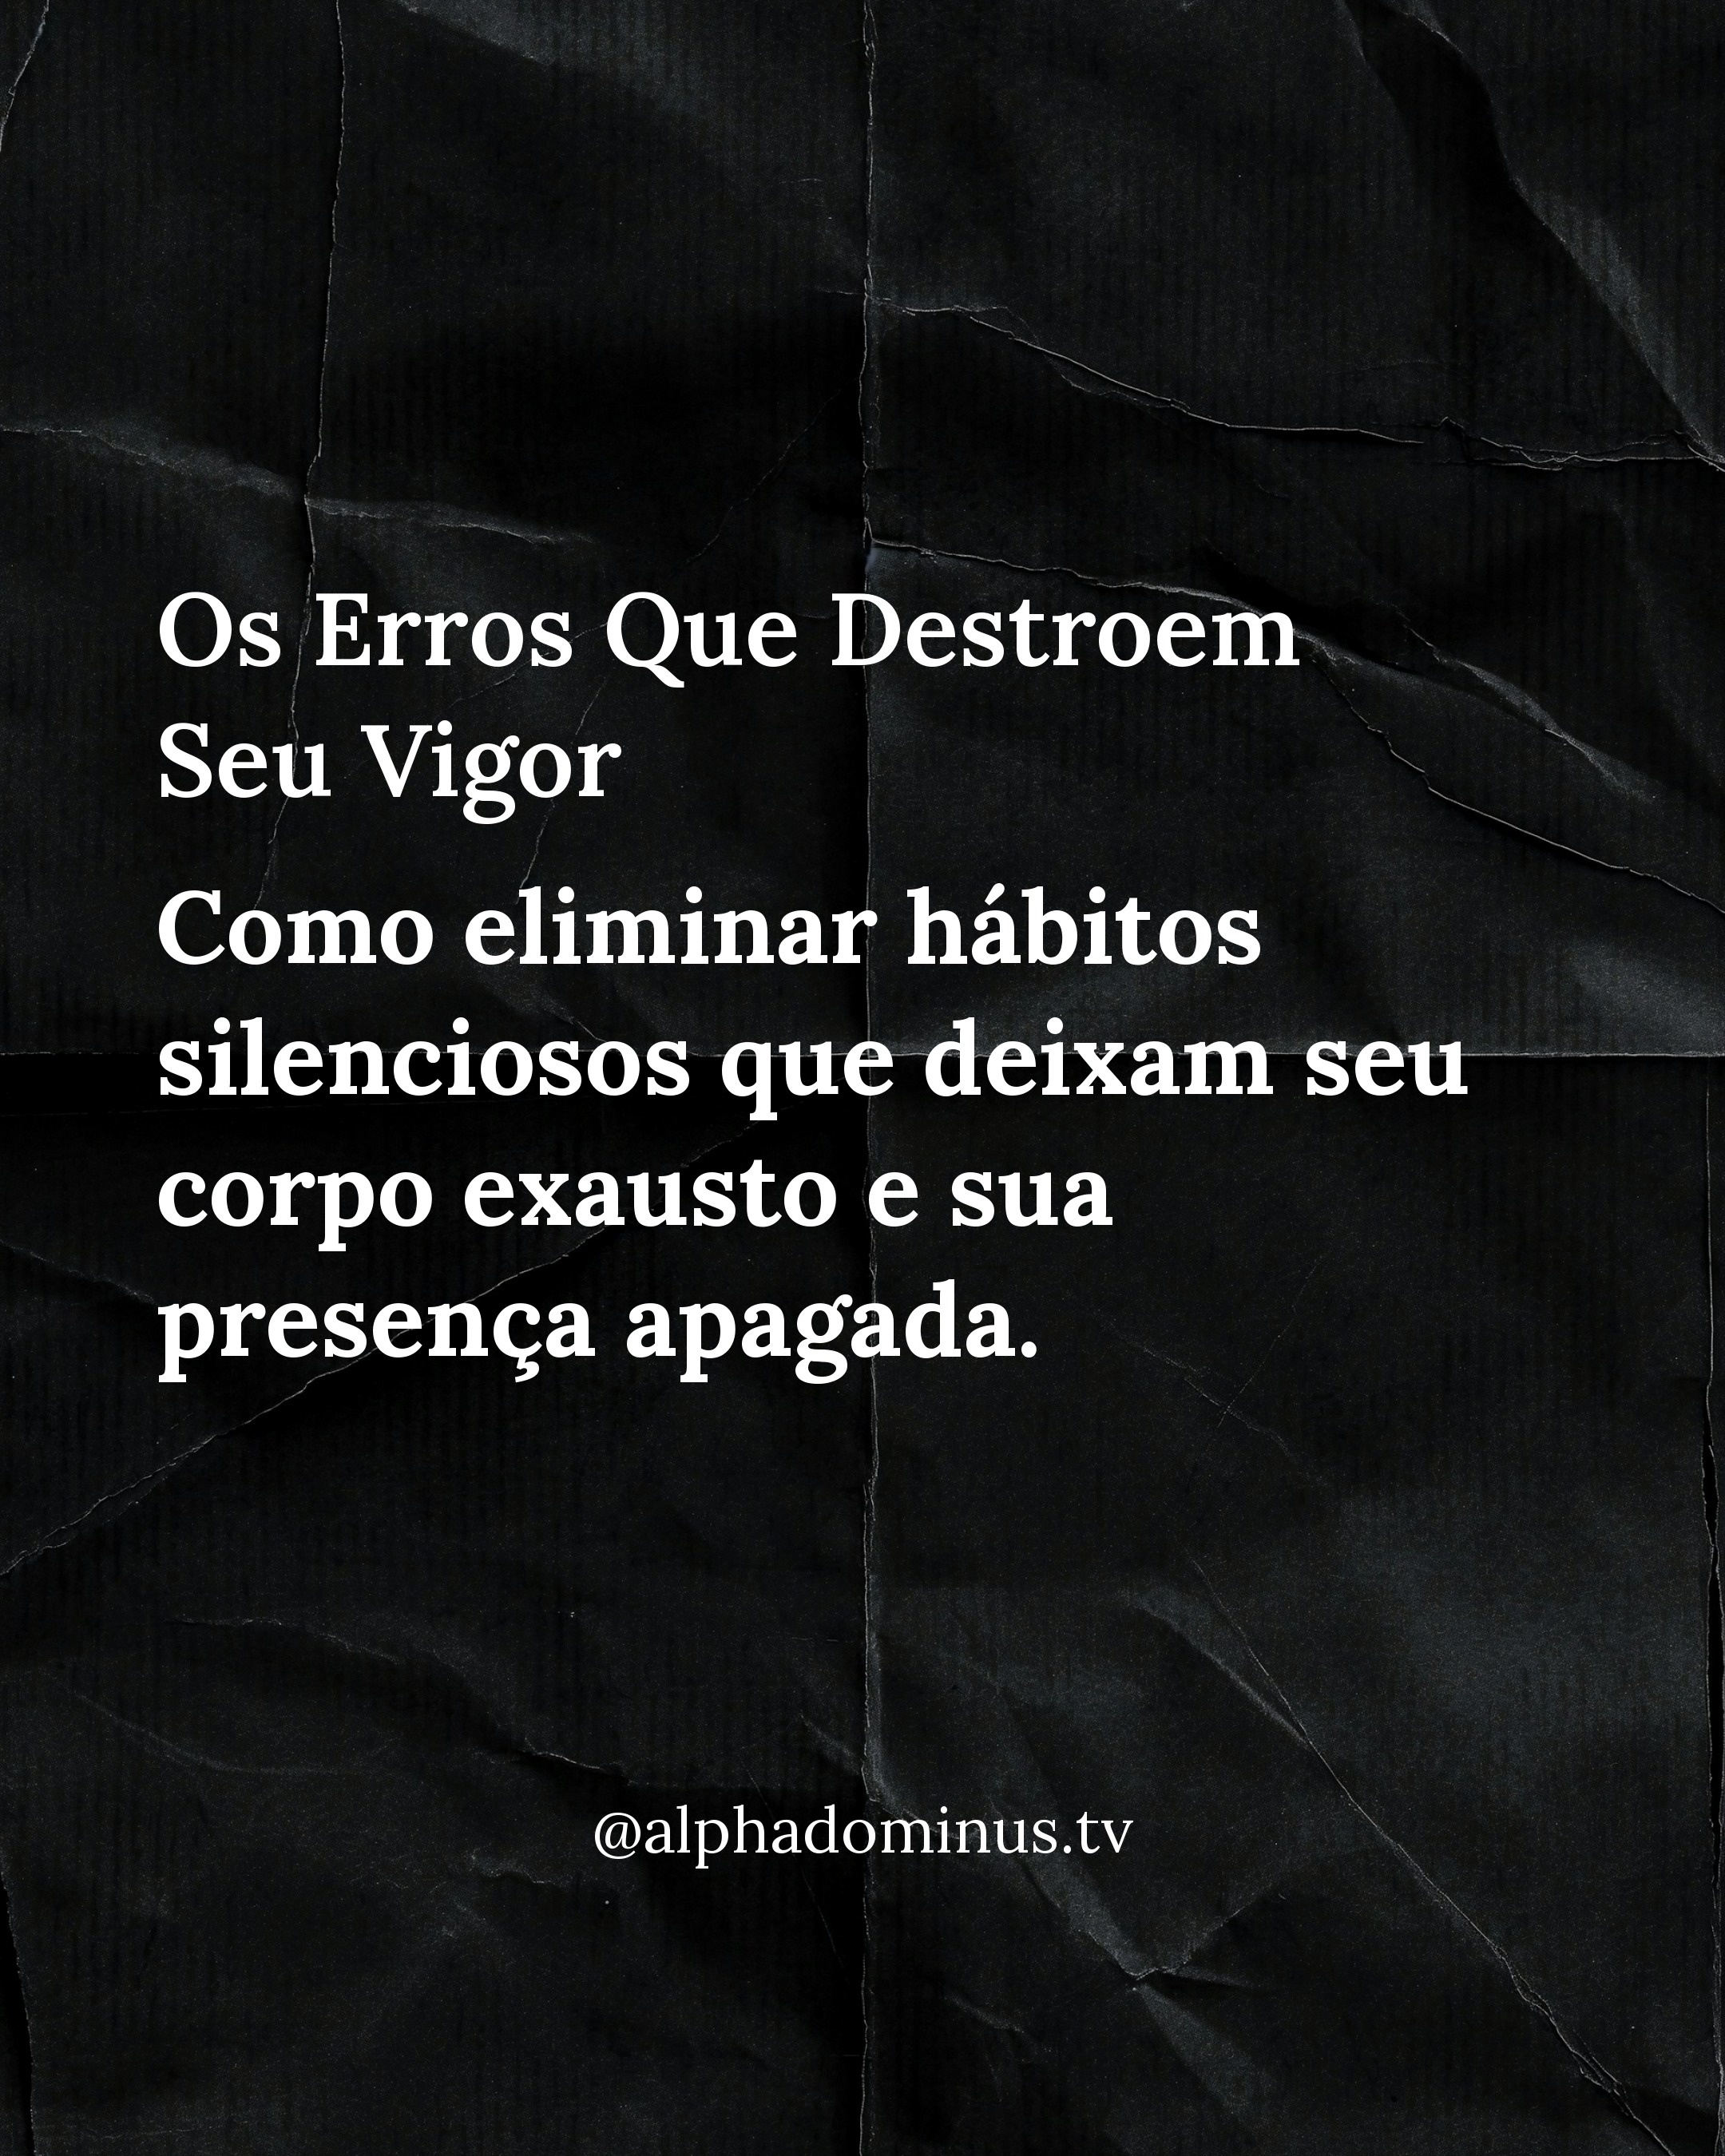 Os Erros Que Destroem
Seu Vigor
Como eliminar hábitos
silenciosos que deixam seu
corpo exausto e sua
presença apagada.
@alphadominus.tv